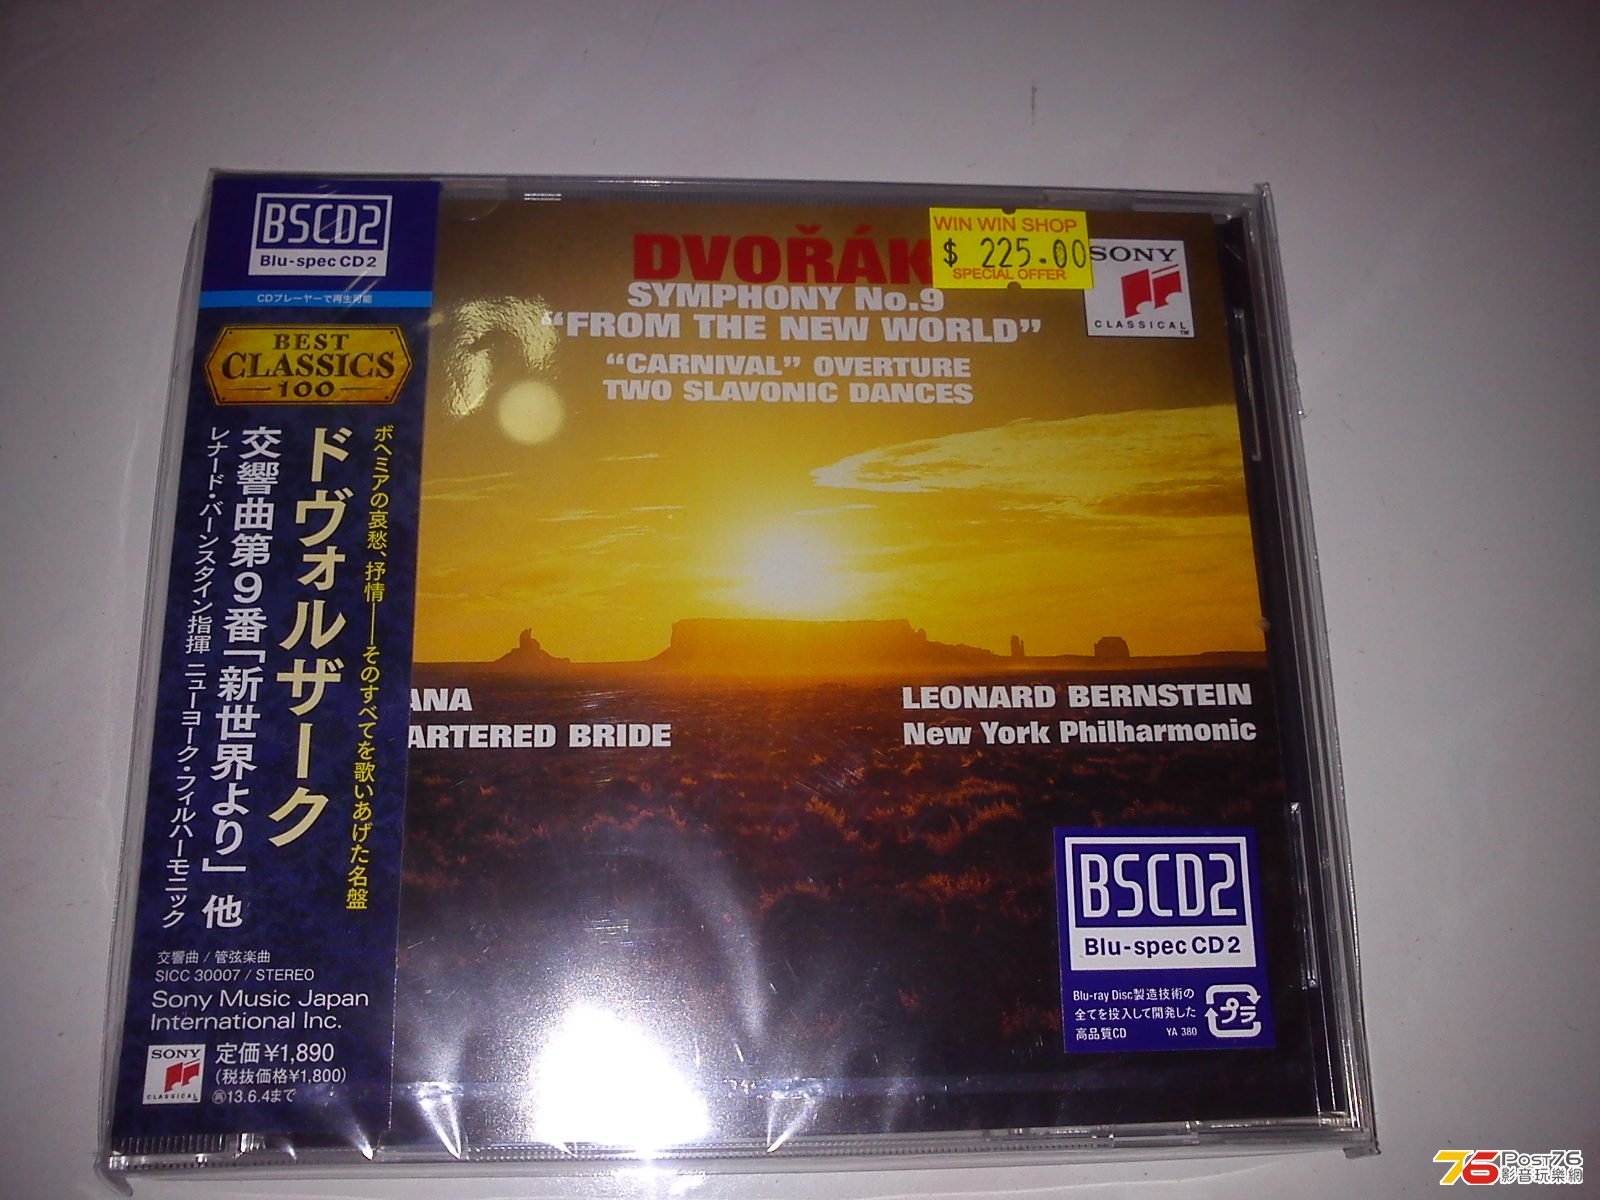 BSCD2
Blu-spec CD2
CDプレーヤーで再生可能
BEST
CLASSICS
100
ボヘミアの哀愁、抒情――そのすべてを歌いあげた名盤
ドヴォルザーク
交響曲第9番「新世界より」 他
レナード・バーンスタイン指揮 ニューヨーク・フィルハーモニック
交響曲 / 管弦楽曲
SICC 30007 / STEREO
Sony Music Japan
International Inc.
SONY
CLASSICAL
定価¥1,890
(税抜価格¥1,800)
再13.6.4まで
DVOŘÁK
SYMPHONY No.9
“FROM THE NEW WORLD”
“CARNIVAL” OVERTURE
TWO SLAVONIC DANCES
WIN WIN SHOP
$ 225.00
SPECIAL OFFER
SONY
CLASSICAL™
ANA
ARTERED BRIDE
LEONARD BERNSTEIN
New York Philharmonic
BSCD2
Blu-spec CD2
Blu-ray Disc製造技術の
全てを投入して開発した
高品質CD YA 380
プラ
76 Post76
影音玩樂網